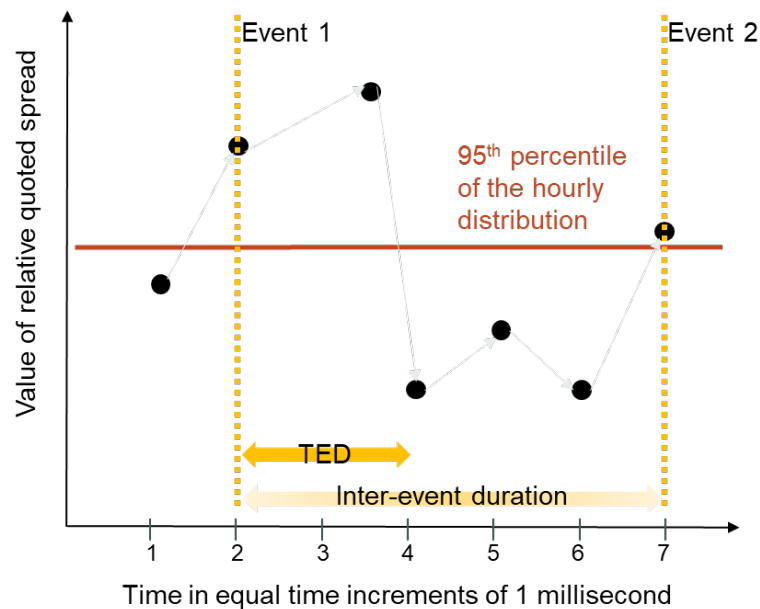 Event 1
Event 2
Value of relative quoted spread
95th percentile
of the hourly
distribution
TED
Inter-event duration
1 2 3 4 5 6 7
Time in equal time increments of 1 millisecond